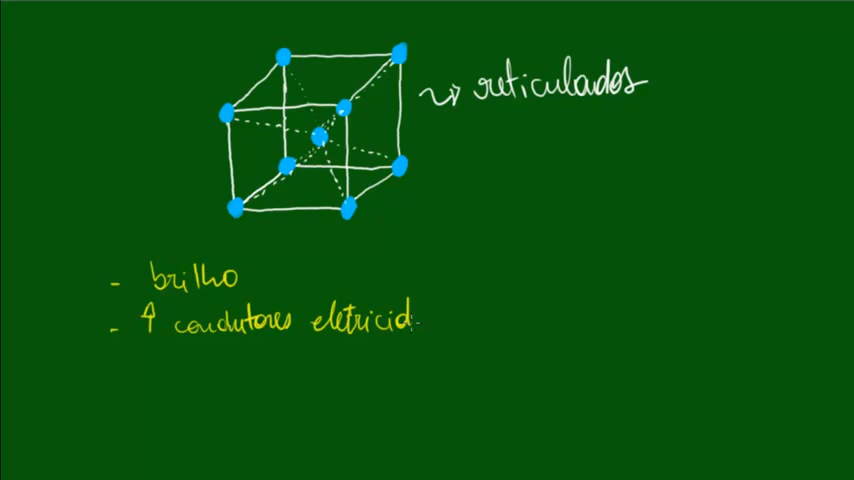 ~» reticulados
- brilho
- ↑ condutores eletricid